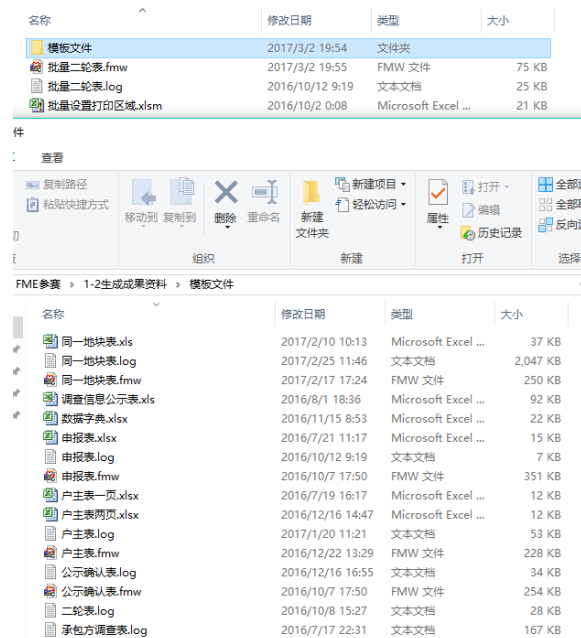 名称 修改日期 类型 大小
模板文件 2017/3/2 19:54 文件夹
批量二轮表.fmw 2017/3/2 19:55 FMW 文件 75 KB
批量二轮表.log 2016/10/12 9:19 文本文档 25 KB
批量设置打印区域.xlsm 2016/10/2 0:08 Microsoft Excel ... 21 KB
件
查看
复制路径
粘贴快捷方式
切
移动到 复制到 删除 重命名
新建
文件夹
新建项目
轻松访问
属性
打开
编辑
历史记录
全部
全部
反向
组织 新建 打开 选择
FME参赛 > 1-2生成成果资料 > 模板文件
名称 修改日期 类型 大小
同一地块表.xls 2017/2/10 10:13 Microsoft Excel ... 37 KB
同一地块表.log 2017/2/25 11:46 文本文档 2,047 KB
同一地块表.fmw 2017/2/17 17:24 FMW 文件 250 KB
调查信息公示表.xls 2016/8/1 18:36 Microsoft Excel ... 92 KB
数据字典.xlsx 2016/11/15 8:53 Microsoft Excel ... 22 KB
申报表.xlsx 2016/7/21 11:17 Microsoft Excel ... 15 KB
申报表.log 2016/10/12 9:19 文本文档 7 KB
申报表.fmw 2016/10/7 17:50 FMW 文件 351 KB
户主表一页.xlsx 2016/7/19 16:17 Microsoft Excel ... 12 KB
户主表两页.xlsx 2016/12/16 14:47 Microsoft Excel ... 12 KB
户主表.log 2017/1/20 11:21 文本文档 53 KB
户主表.fmw 2016/12/22 13:29 FMW 文件 228 KB
公示确认表.log 2016/12/16 16:55 文本文档 34 KB
公示确认表.fmw 2016/10/7 17:50 FMW 文件 254 KB
二轮表.log 2016/10/8 15:27 文本文档 28 KB
承包方调查表.log 2016/7/17 22:31 文本文档 167 KB